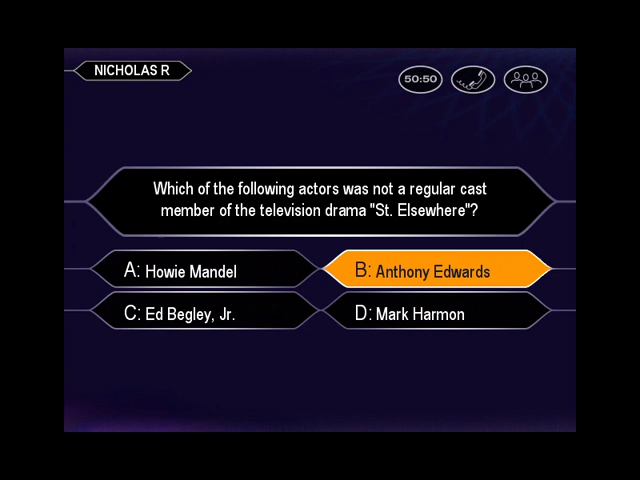 NICHOLAS R
50:50
Which of the following actors was not a regular cast
member of the television drama "St. Elsewhere"?
A: Howie Mandel
B: Anthony Edwards
C: Ed Begley, Jr.
D: Mark Harmon